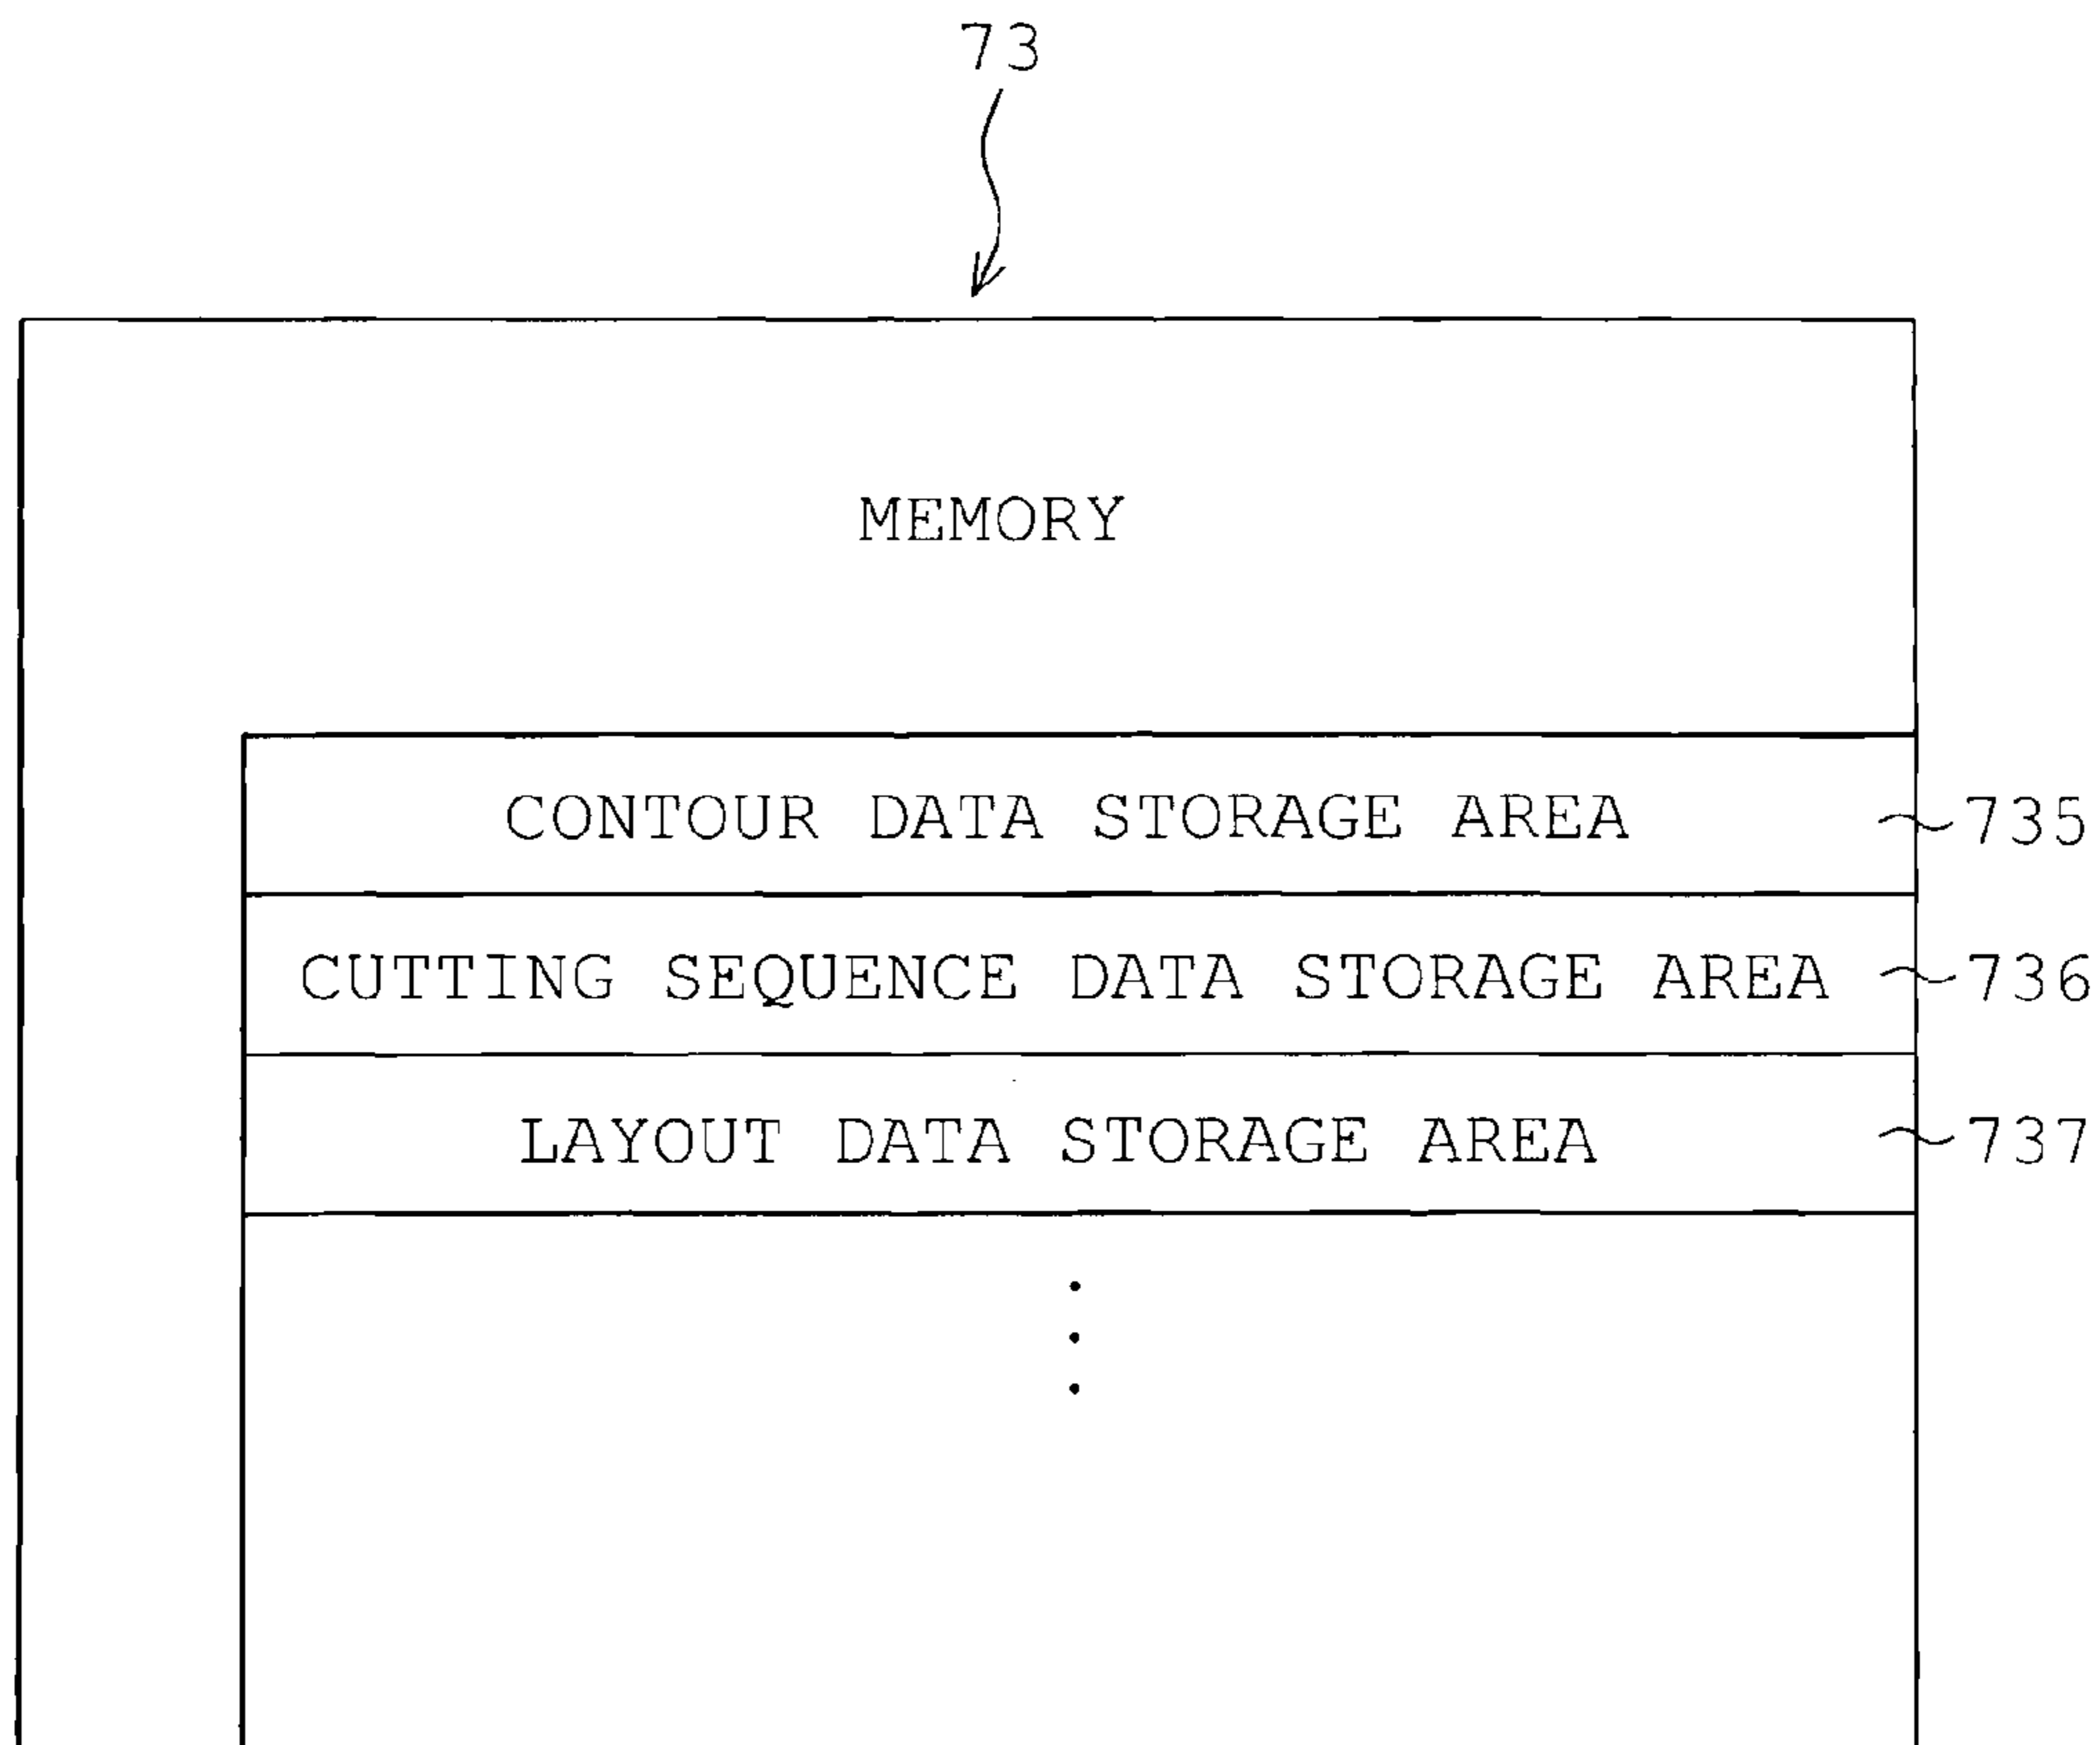 73
MEMORY
CONTOUR DATA STORAGE AREA 735
CUTTING SEQUENCE DATA STORAGE AREA 736
LAYOUT DATA STORAGE AREA 737